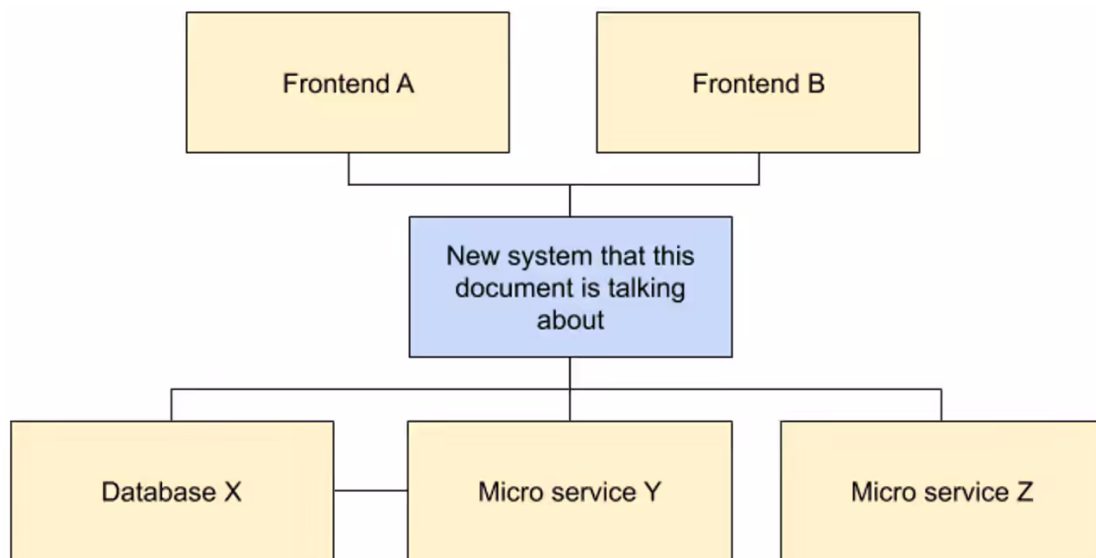 Frontend A
Frontend B
New system that this
document is talking
about
Database X
Micro service Y
Micro service Z